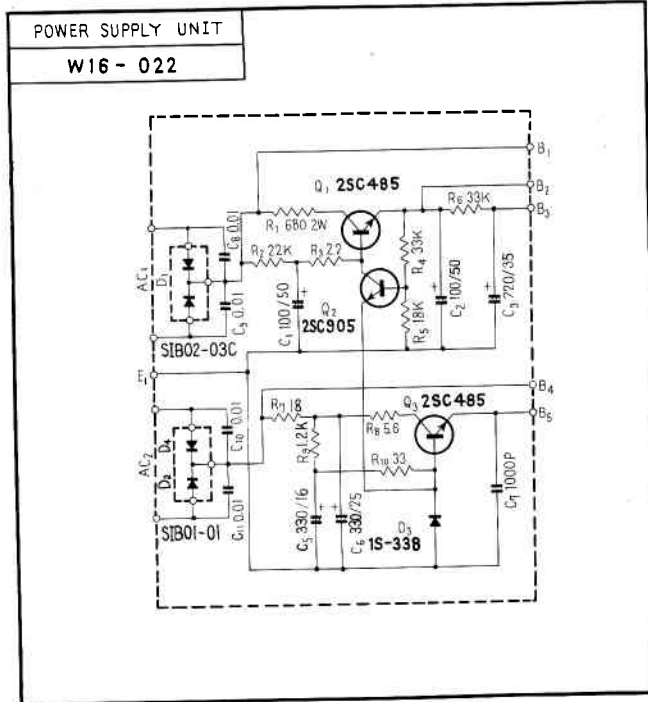 POWER SUPPLY UNIT
W16 - 022
B1
Q1 2SC485
B2
R6 33K
B3
R1 680 2W
C8 0.01
R2 22K
R3 2.2
R4 33K
AC1
D1
C9 0.01
C1 100/50
Q2
2SC905
R5 18K
C2 100/50
C3 220/35
SIB02-03C
E1
B4
R7 18
Q3 2SC485
B5
AC2
D4
D2
C10 0.01
R9 1.2K
R8 5.6
R10 33
C11 0.01
C5 330/16
C6 330/25
D3
1S-338
C7 1000P
SIB01-01